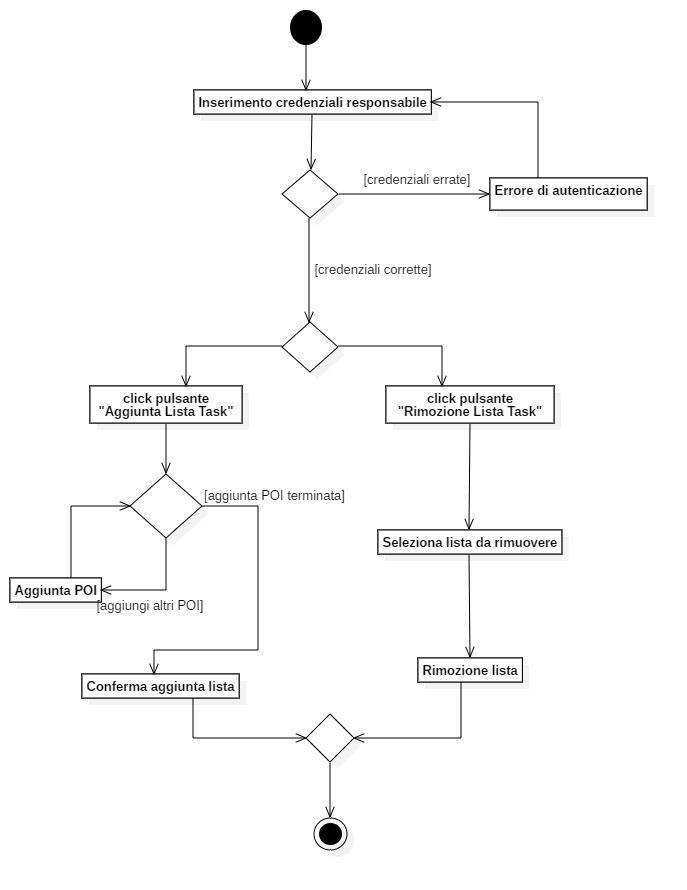 Inserimento credenziali responsabile
[credenziali errate]
Errore di autenticazione
[credenziali corrette]
click pulsante
"Aggiunta Lista Task"
click pulsante
"Rimozione Lista Task"
[aggiunta POI terminata]
Seleziona lista da rimuovere
Aggiunta POI
[aggiungi altri POI]
Rimozione lista
Conferma aggiunta lista